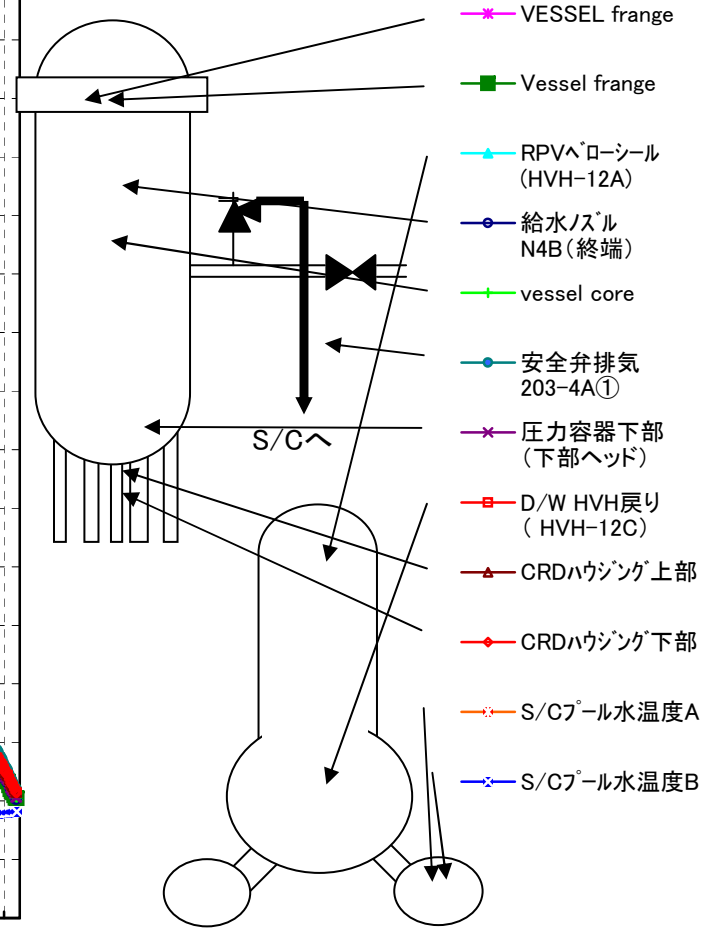 VESSEL frange
Vessel frange
RPVベローシール
(HVH-12A)
給水ノズル
N4B(終端)
vessel core
安全弁排気
203-4A①
圧力容器下部
(下部ヘッド)
D/W HVH戻り
( HVH-12C)
CRDハウジング上部
CRDハウジング下部
S/Cプール水温度A
S/Cプール水温度B
S/Cへ